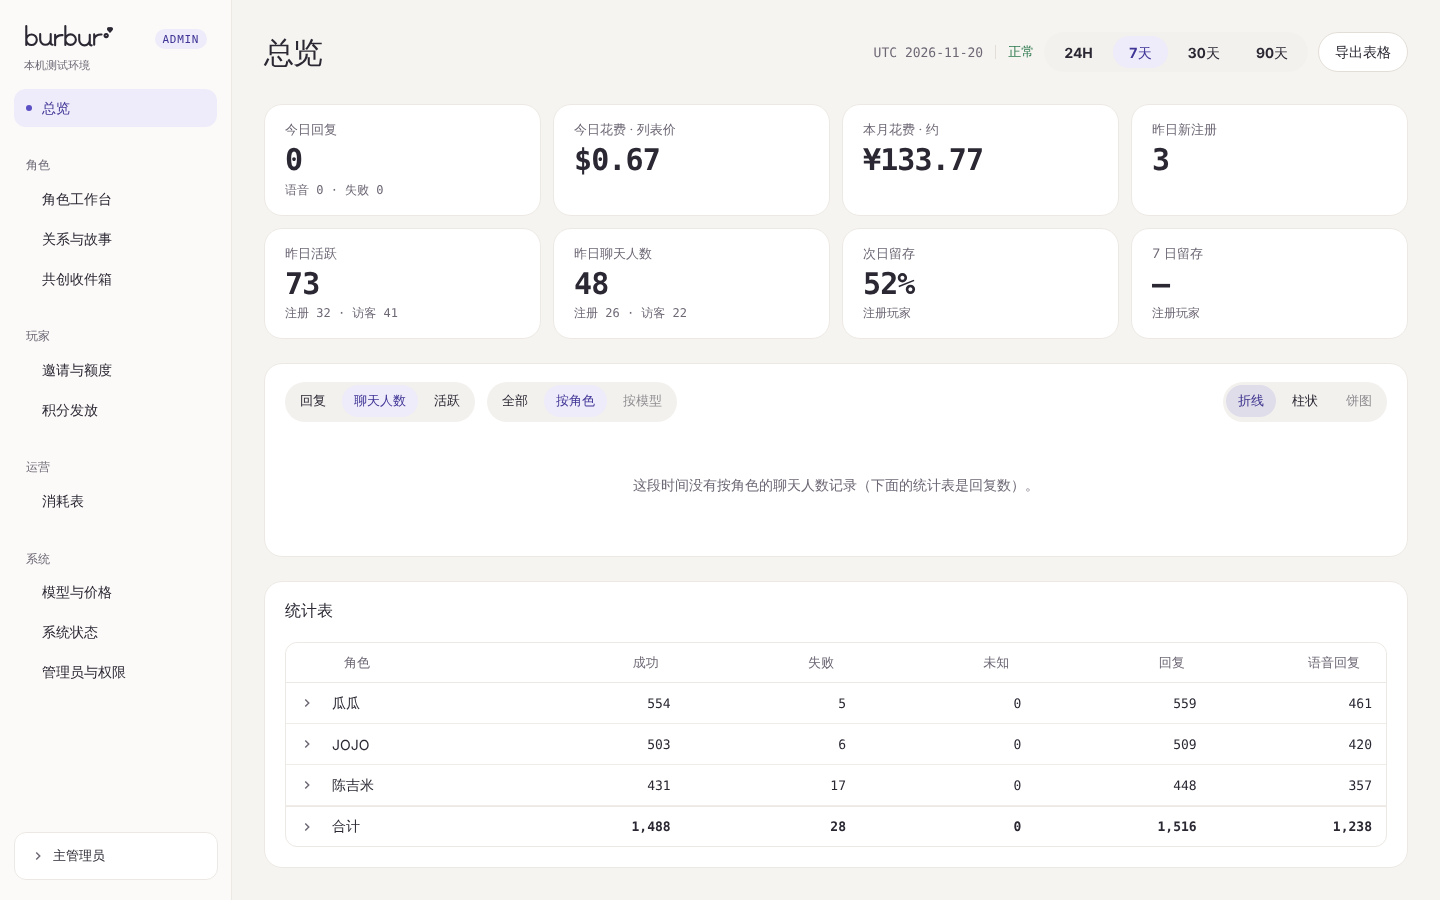 burbur
ADMIN
本机测试环境
总览
角色
角色工作台
关系与故事
共创收件箱
玩家
邀请与额度
积分发放
运营
消耗表
系统
模型与价格
系统状态
管理员与权限
主管理员
总览
UTC 2026-11-20 正常 24H 7天 30天 90天 导出表格
今日回复
0
语音 0 · 失败 0
今日花费 · 列表价
$0.67
本月花费 · 约
¥133.77
昨日新注册
3
昨日活跃
73
注册 32 · 访客 41
昨日聊天人数
48
注册 26 · 访客 22
次日留存
52%
注册玩家
7 日留存
—
注册玩家
回复 聊天人数 活跃 全部 按角色 按模型 折线 柱状 饼图
这段时间没有按角色的聊天人数记录（下面的统计表是回复数）。
统计表
角色 成功 失败 未知 回复 语音回复
瓜瓜 554 5 0 559 461
JOJO 503 6 0 509 420
陈吉米 431 17 0 448 357
合计 1,488 28 0 1,516 1,238